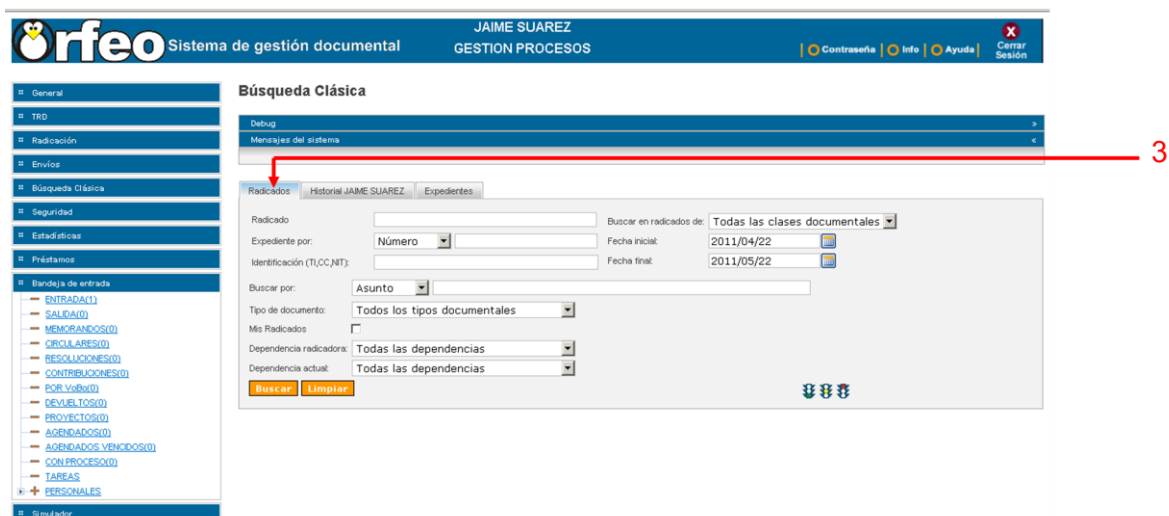 Orfeo Sistema de gestión documental
JAIME SUAREZ
GESTION PROCESOS
Contraseña | Info | Ayuda |
X
Cerrar
Sesión
General
TRD
Radicación
Envíos
Búsqueda Clásica
Seguridad
Estadísticas
Préstamos
Bandeja de entrada
ENTRADA(1)
SALIDA(0)
MEMORANDOS(0)
CIRCULARES(0)
RESOLUCIONES(0)
CONTRIBUCIONES(0)
POR VoBo(0)
DEVUELTOS(0)
PROYECTOS(0)
AGENDADOS(0)
AGENDADOS VENCIDOS(0)
CON PROCESO(0)
TAREAS
PERSONALES
Simulador
Búsqueda Clásica
Debug »
Mensajes del sistema «
3
Radicados Historial JAIME SUAREZ Expedientes
Radicado Buscar en radicados de: Todas las clases documentales
Expediente por: Número Fecha inicial: 2011/04/22
Identificación (TI,CC,NIT): Fecha final: 2011/05/22
Buscar por: Asunto
Tipo de documento: Todos los tipos documentales
Mis Radicados
Dependencia radicadora: Todas las dependencias
Dependencia actual: Todas las dependencias
Buscar Limpiar